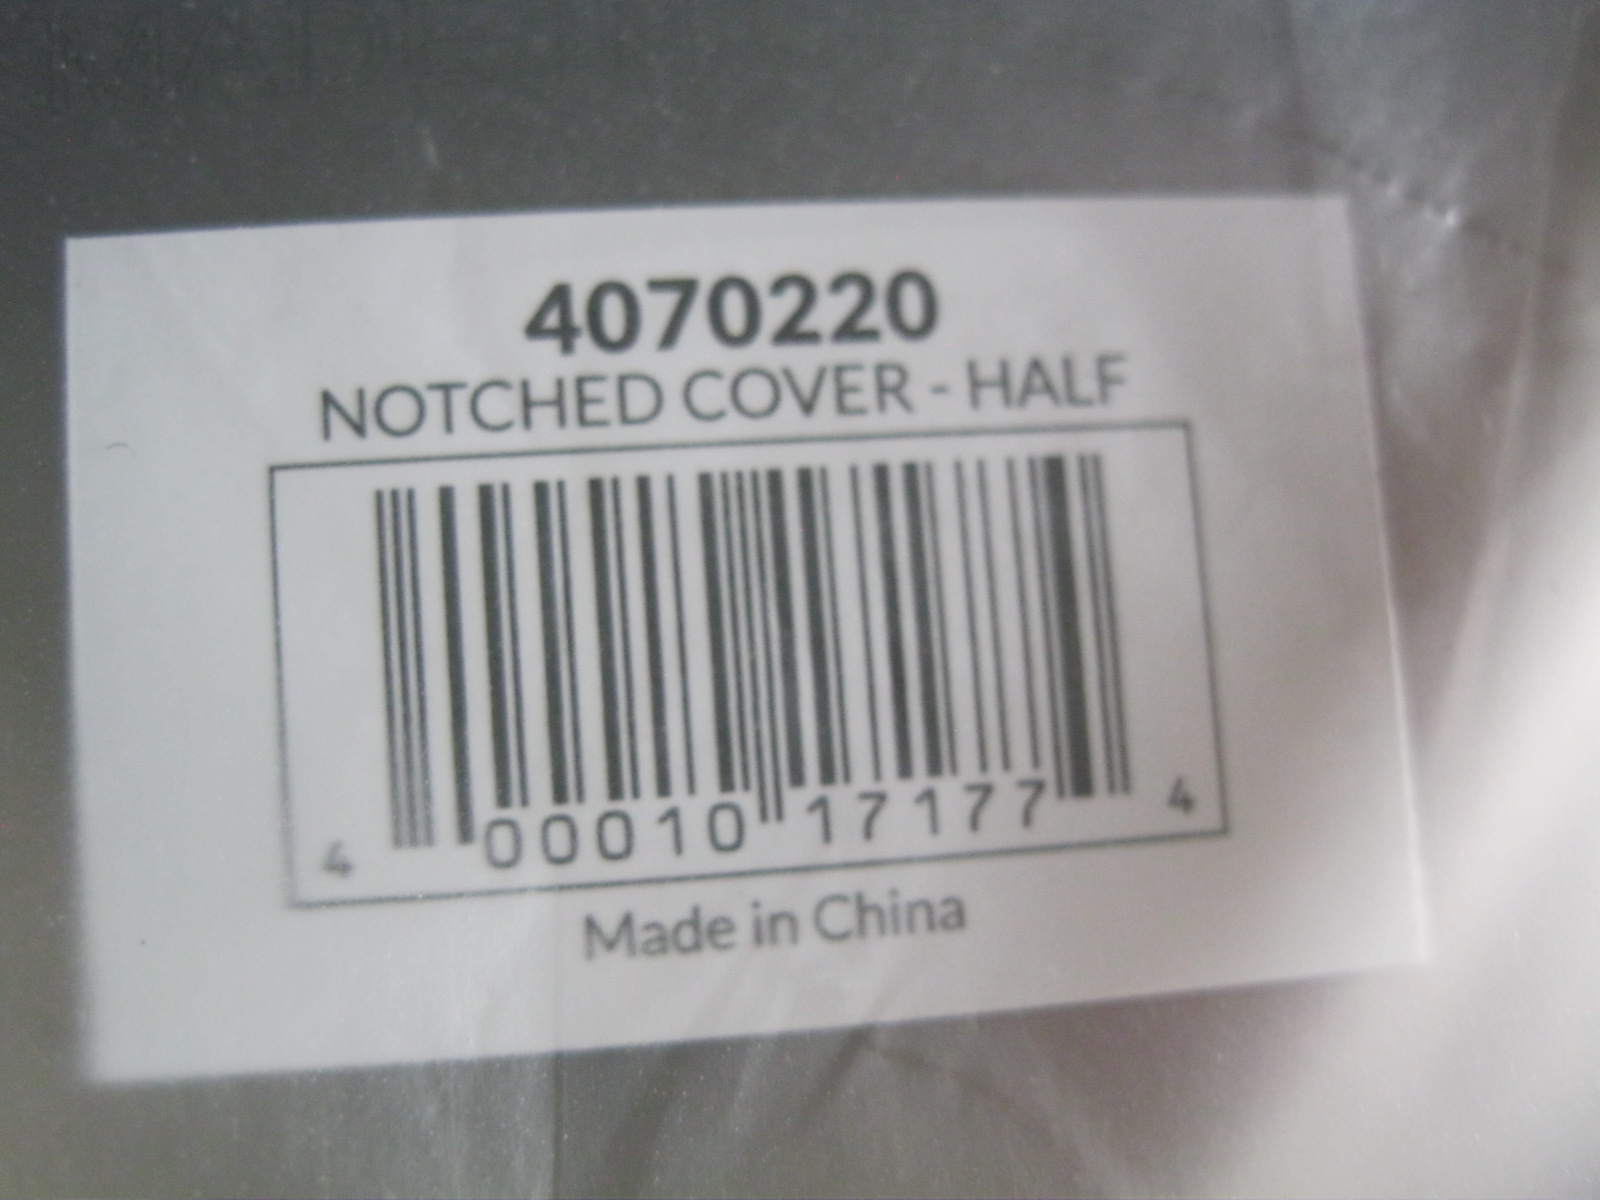 4070220
NOTCHED COVER - HALF
4 00010 17177 4
Made in China